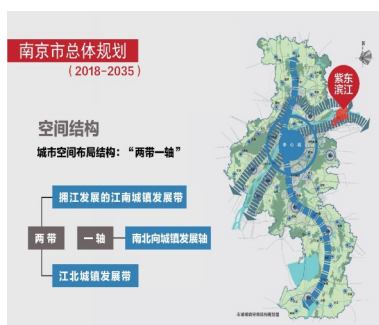 南京市总体规划
（2018-2035）
紫东
滨江
空间结构
城市空间布局结构：“两带一轴”
中心城
拥江发展的江南城镇发展带
两带
一轴
南北向城镇发展轴
江北城镇发展带